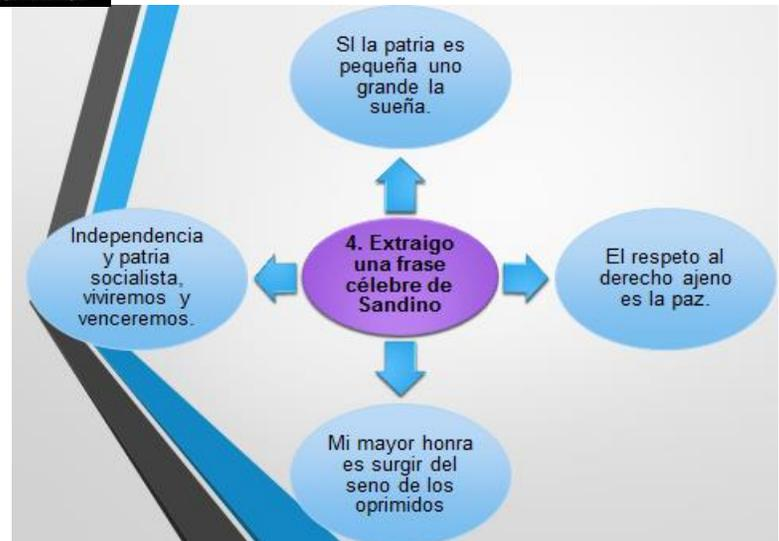 SI la patria es
pequeña uno
grande la
sueña.
Independencia
y patria
socialista,
viviremos y
venceremos.
4. Extraigo
una frase
célebre de
Sandino
El respeto al
derecho ajeno
es la paz.
Mi mayor honra
es surgir del
seno de los
oprimidos